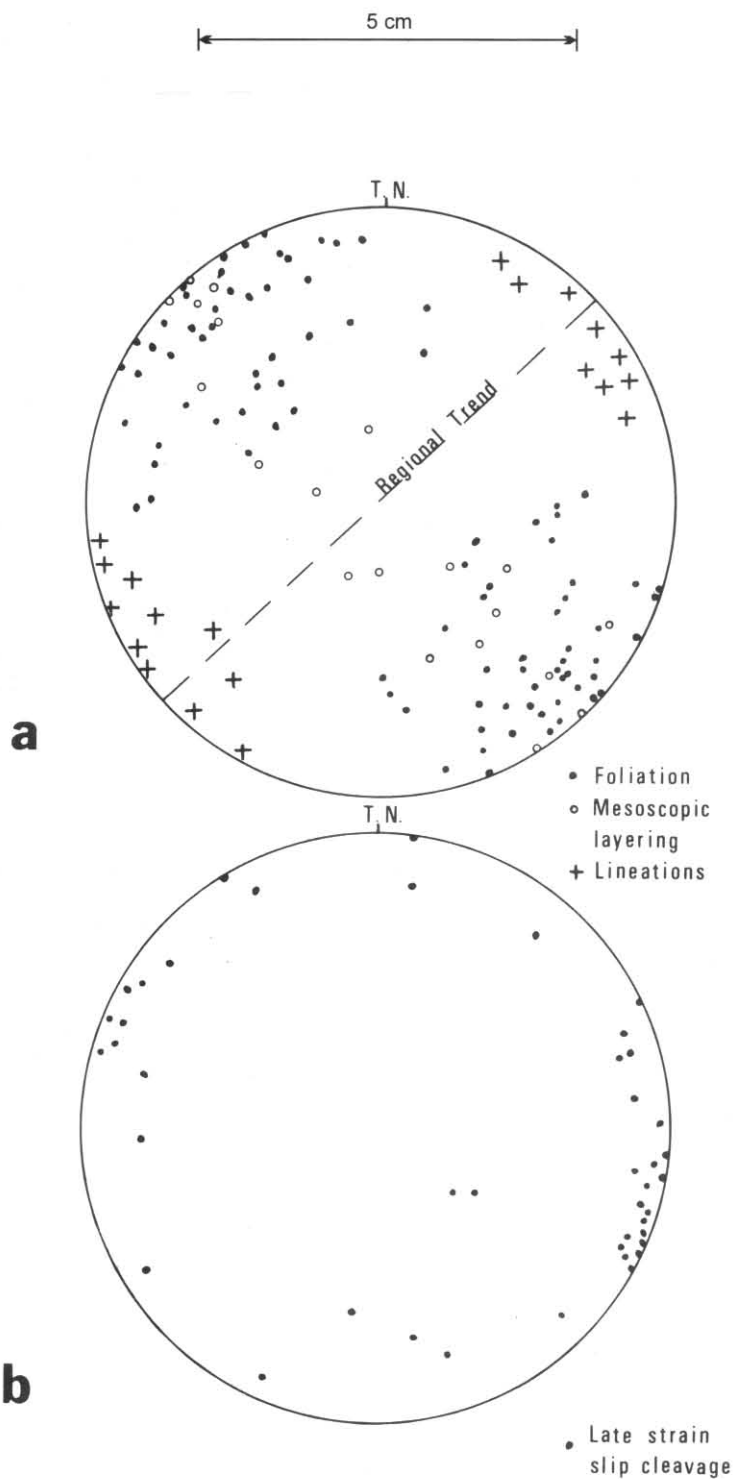 5 cm
T. N.
Regional Trend
a
Foliation
Mesoscopic
layering
Lineations
T. N.
b
Late strain
slip cleavage